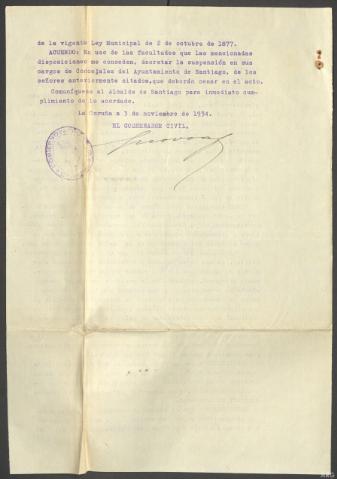 de la vigente Ley Municipal de 2 de octubre de 1877.
ACUERDO: En uso de las facultades que las mencionadas
disposiciones me conceden, decretar la suspensión en sus
cargos de Concejales del Ayuntamiento de Santiago, de los
señores anteriormente citados, que deberán cesar en el acto.
Comuníquese al Alcalde de Santiago para inmediato cum-
plimiento de lo acordado.
La Coruña a 3 de noviembre de 1934.
EL GOBERNADOR CIVIL,